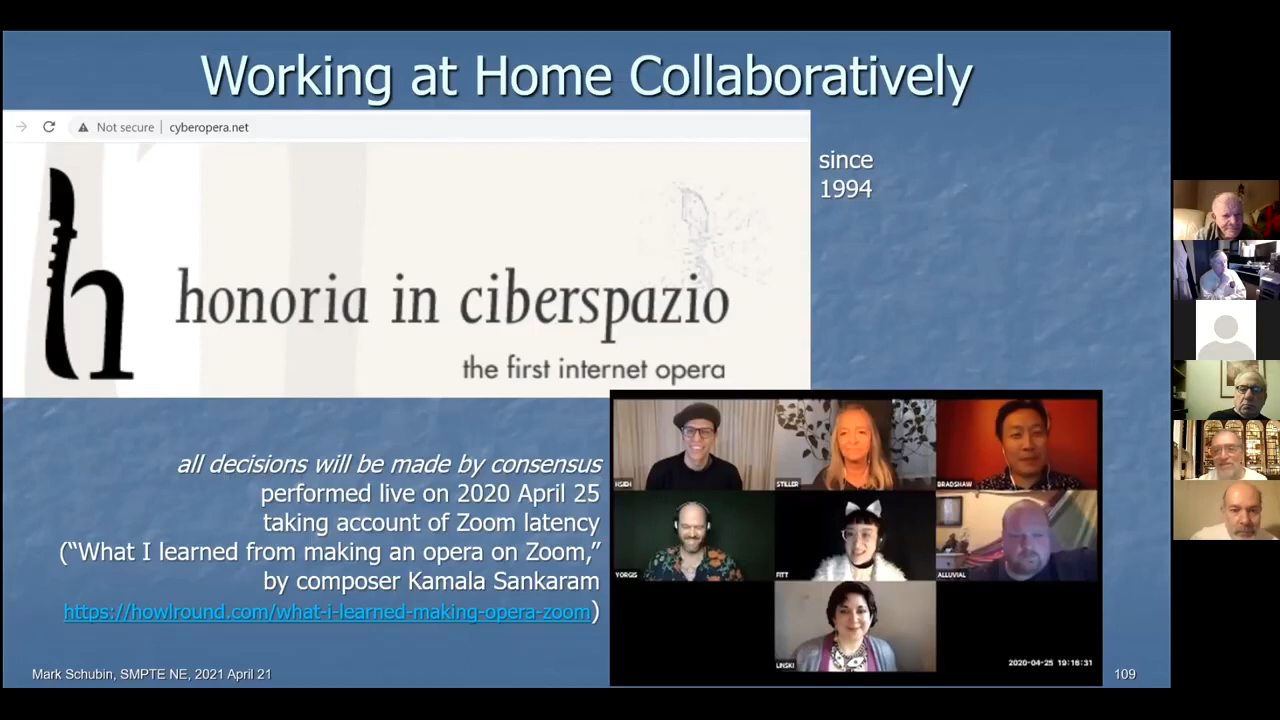 Working at Home Collaboratively
Not secure | cyberopera.net
since
1994
h
honoria in ciberspazio
the first internet opera
all decisions will be made by consensus
performed live on 2020 April 25
taking account of Zoom latency
(“What I learned from making an opera on Zoom,”
by composer Kamala Sankaram
https://howlround.com/what-i-learned-making-opera-zoom)
HSIEH
STILLER
BRADSHAW
YORGIS
FITT
ALLUVIAL
LINSKI
2020-04-25 19:16:31
Mark Schubin, SMPTE NE, 2021 April 21
109